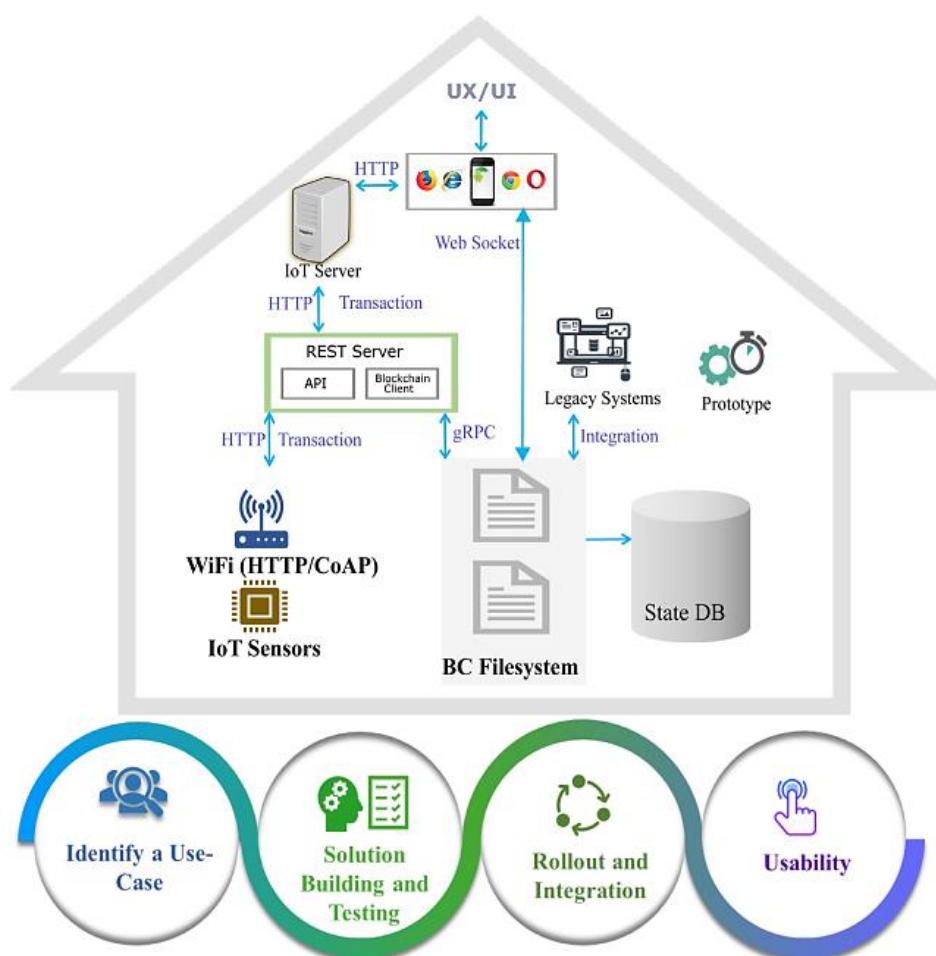 UX/UI
HTTP
Web Socket
IoT Server
HTTP Transaction
REST Server
API
Blockchain
Client
Legacy Systems
Prototype
HTTP Transaction
gRPC
Integration
WiFi (HTTP/CoAP)
IoT Sensors
BC Filesystem
State DB
Identify a Use-
Case
Solution
Building and
Testing
Rollout and
Integration
Usability